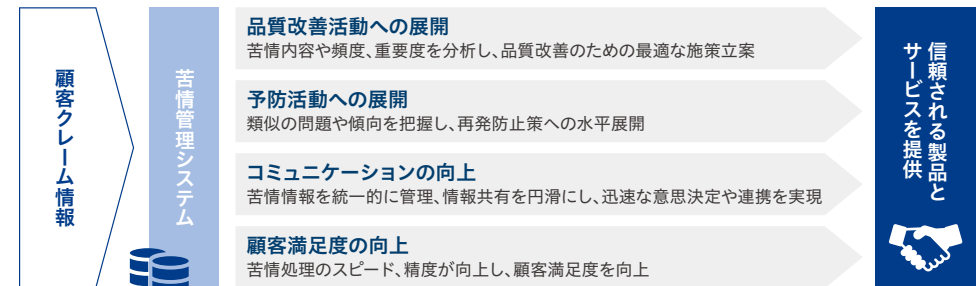 顧客クレーム情報
苦情管理システム
品質改善活動への展開
苦情内容や頻度、重要度を分析し、品質改善のための最適な施策立案
予防活動への展開
類似の問題や傾向を把握し、再発防止策への水平展開
コミュニケーションの向上
苦情情報を統一的に管理、情報共有を円滑にし、迅速な意思決定や連携を実現
顧客満足度の向上
苦情処理のスピード、精度が向上し、顧客満足度を向上
信頼される製品と
サービスを提供